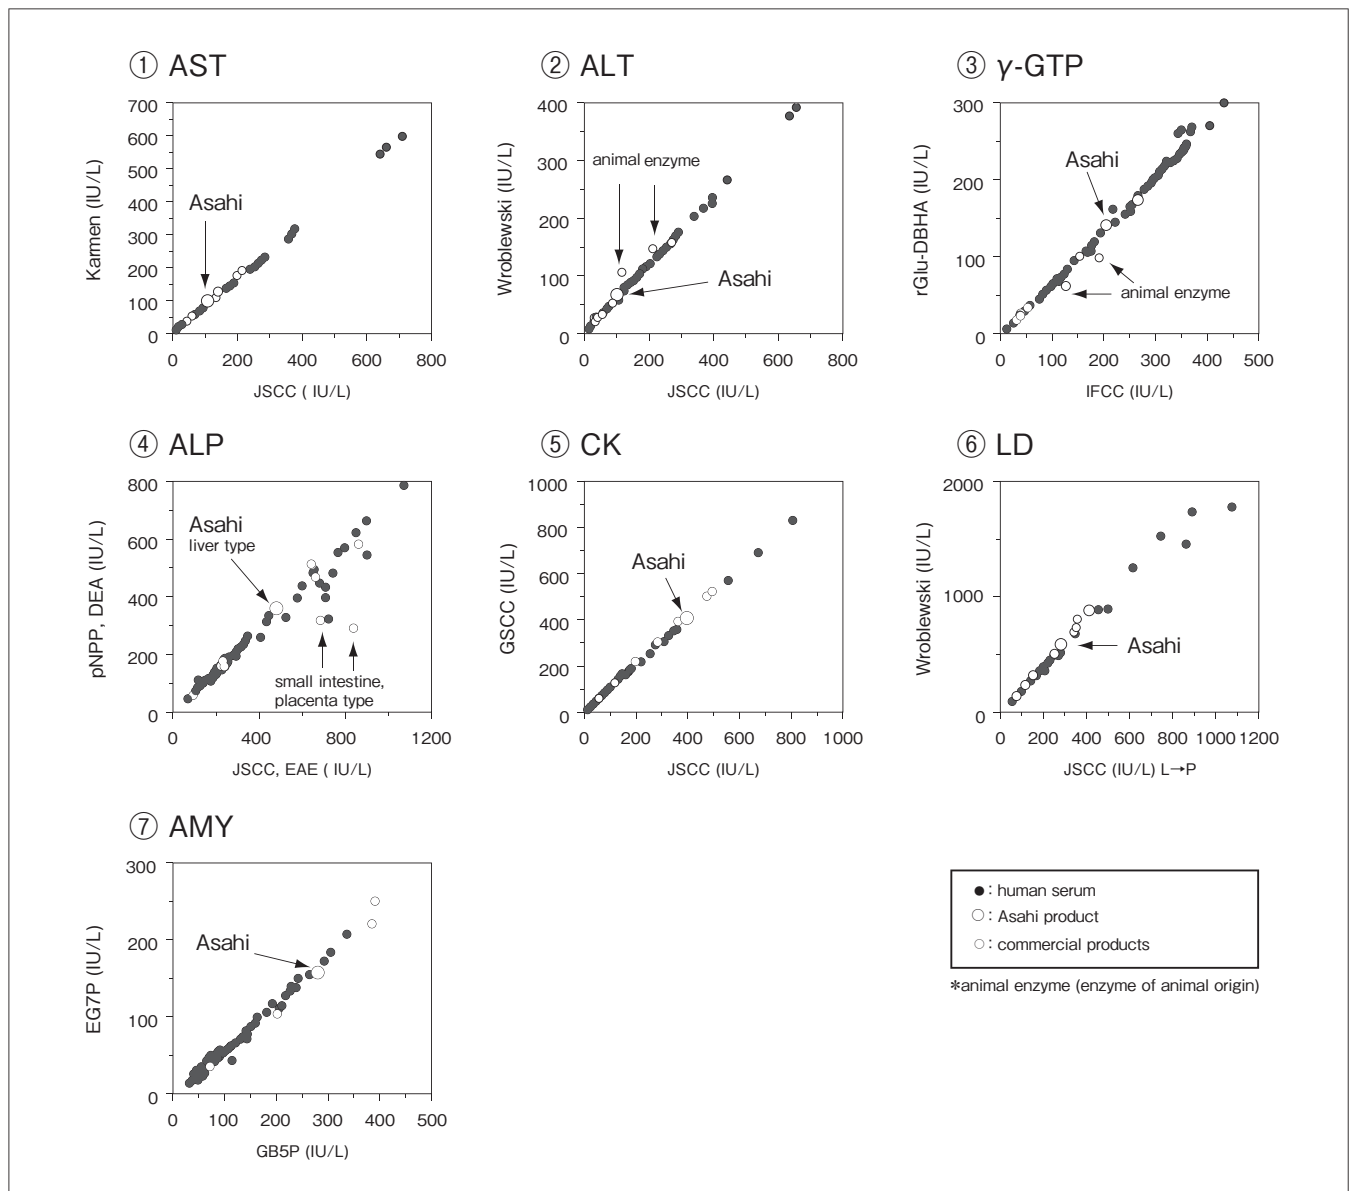 ① AST
700
600
500
400
300
200
100
0
Karmen (IU/L)
Asahi
0 200 400 600 800
JSCC ( IU/L)
② ALT
400
300
200
100
0
Wroblewski (IU/L)
animal enzyme
Asahi
0 200 400 600 800
JSCC (IU/L)
③ γ-GTP
300
200
100
0
rGlu-DBHA (IU/L)
Asahi
animal enzyme
0 100 200 300 400 500
IFCC (IU/L)
④ ALP
800
600
400
200
0
pNPP, DEA (IU/L)
Asahi
liver type
small intestine,
placenta type
0 400 800 1200
JSCC, EAE ( IU/L)
⑤ CK
1000
800
600
400
200
0
GSCC (IU/L)
Asahi
0 200 400 600 800 1000
JSCC (IU/L)
⑥ LD
2000
1000
0
Wroblewski (IU/L)
Asahi
0 200 400 600 800 1000 1200
JSCC (IU/L) L→P
⑦ AMY
300
200
100
0
EG7P (IU/L)
Asahi
0 100 200 300 400 500
GB5P (IU/L)
●: human serum
○: Asahi product
○: commercial products
*animal enzyme (enzyme of animal origin)